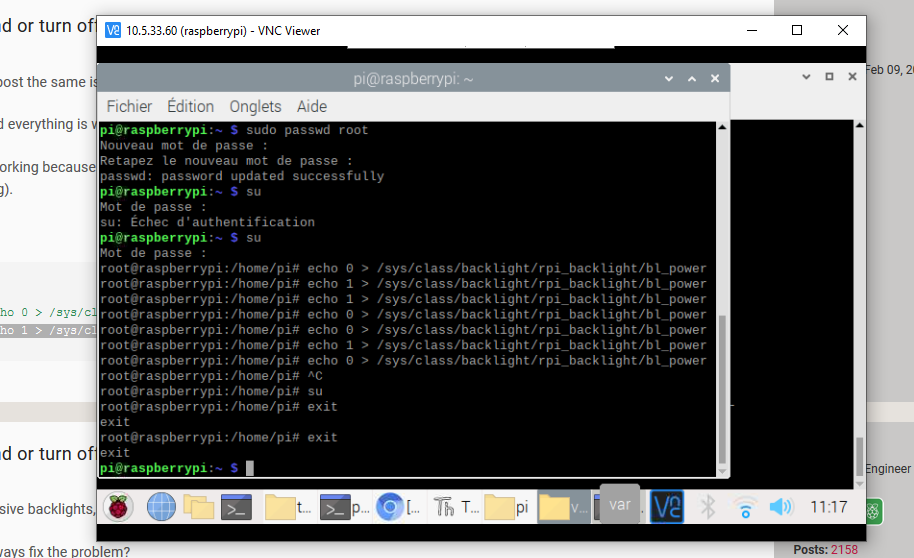 nd or turn off
10.5.33.60 (raspberrypi) - VNC Viewer
Feb 09, 20
post the same is
d everything is w
orking because
g).
ho 0 > /sys/cl
ho 1 > /sys/cl
pi@raspberrypi: ~
Fichier Édition Onglets Aide
pi@raspberrypi:~ $ sudo passwd root
Nouveau mot de passe :
Retapez le nouveau mot de passe :
passwd: password updated successfully
pi@raspberrypi:~ $ su
Mot de passe :
su: Échec d'authentification
pi@raspberrypi:~ $ su
Mot de passe :
root@raspberrypi:/home/pi# echo 0 > /sys/class/backlight/rpi_backlight/bl_power
root@raspberrypi:/home/pi# echo 1 > /sys/class/backlight/rpi_backlight/bl_power
root@raspberrypi:/home/pi# echo 1 > /sys/class/backlight/rpi_backlight/bl_power
root@raspberrypi:/home/pi# echo 0 > /sys/class/backlight/rpi_backlight/bl_power
root@raspberrypi:/home/pi# echo 0 > /sys/class/backlight/rpi_backlight/bl_power
root@raspberrypi:/home/pi# echo 1 > /sys/class/backlight/rpi_backlight/bl_power
root@raspberrypi:/home/pi# echo 0 > /sys/class/backlight/rpi_backlight/bl_power
root@raspberrypi:/home/pi# ^C
root@raspberrypi:/home/pi# su
root@raspberrypi:/home/pi# exit
exit
root@raspberrypi:/home/pi# exit
exit
pi@raspberrypi:~ $
nd or turn off
Engineer
sive backlights,
t... p... [... T... pi v... var 11:17
ways fix the problem?
Posts: 2158